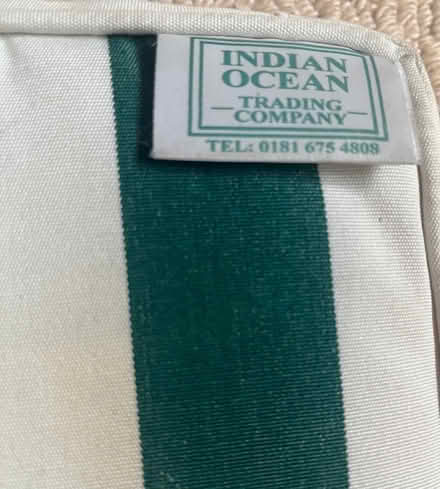 INDIAN
OCEAN
TRADING
COMPANY
TEL: 0181 675 4808